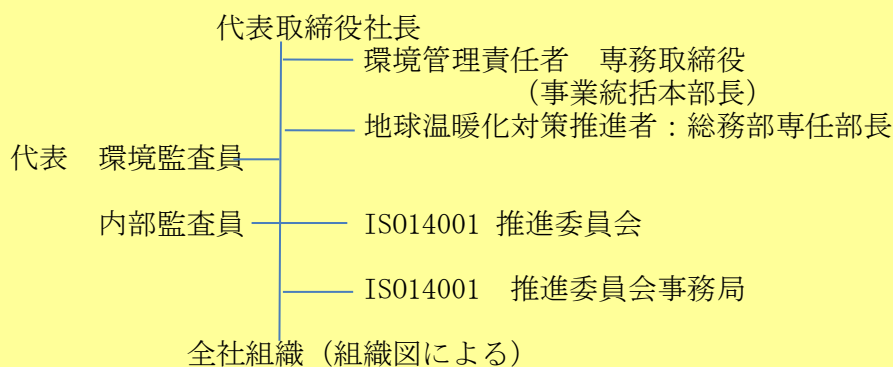 代表取締役社長
環境管理責任者　専務取締役
（事業統括本部長）
地球温暖化対策推進者：総務部専任部長
代表　環境監査員
内部監査員
ISO14001 推進委員会
ISO14001　推進委員会事務局
全社組織（組織図による）